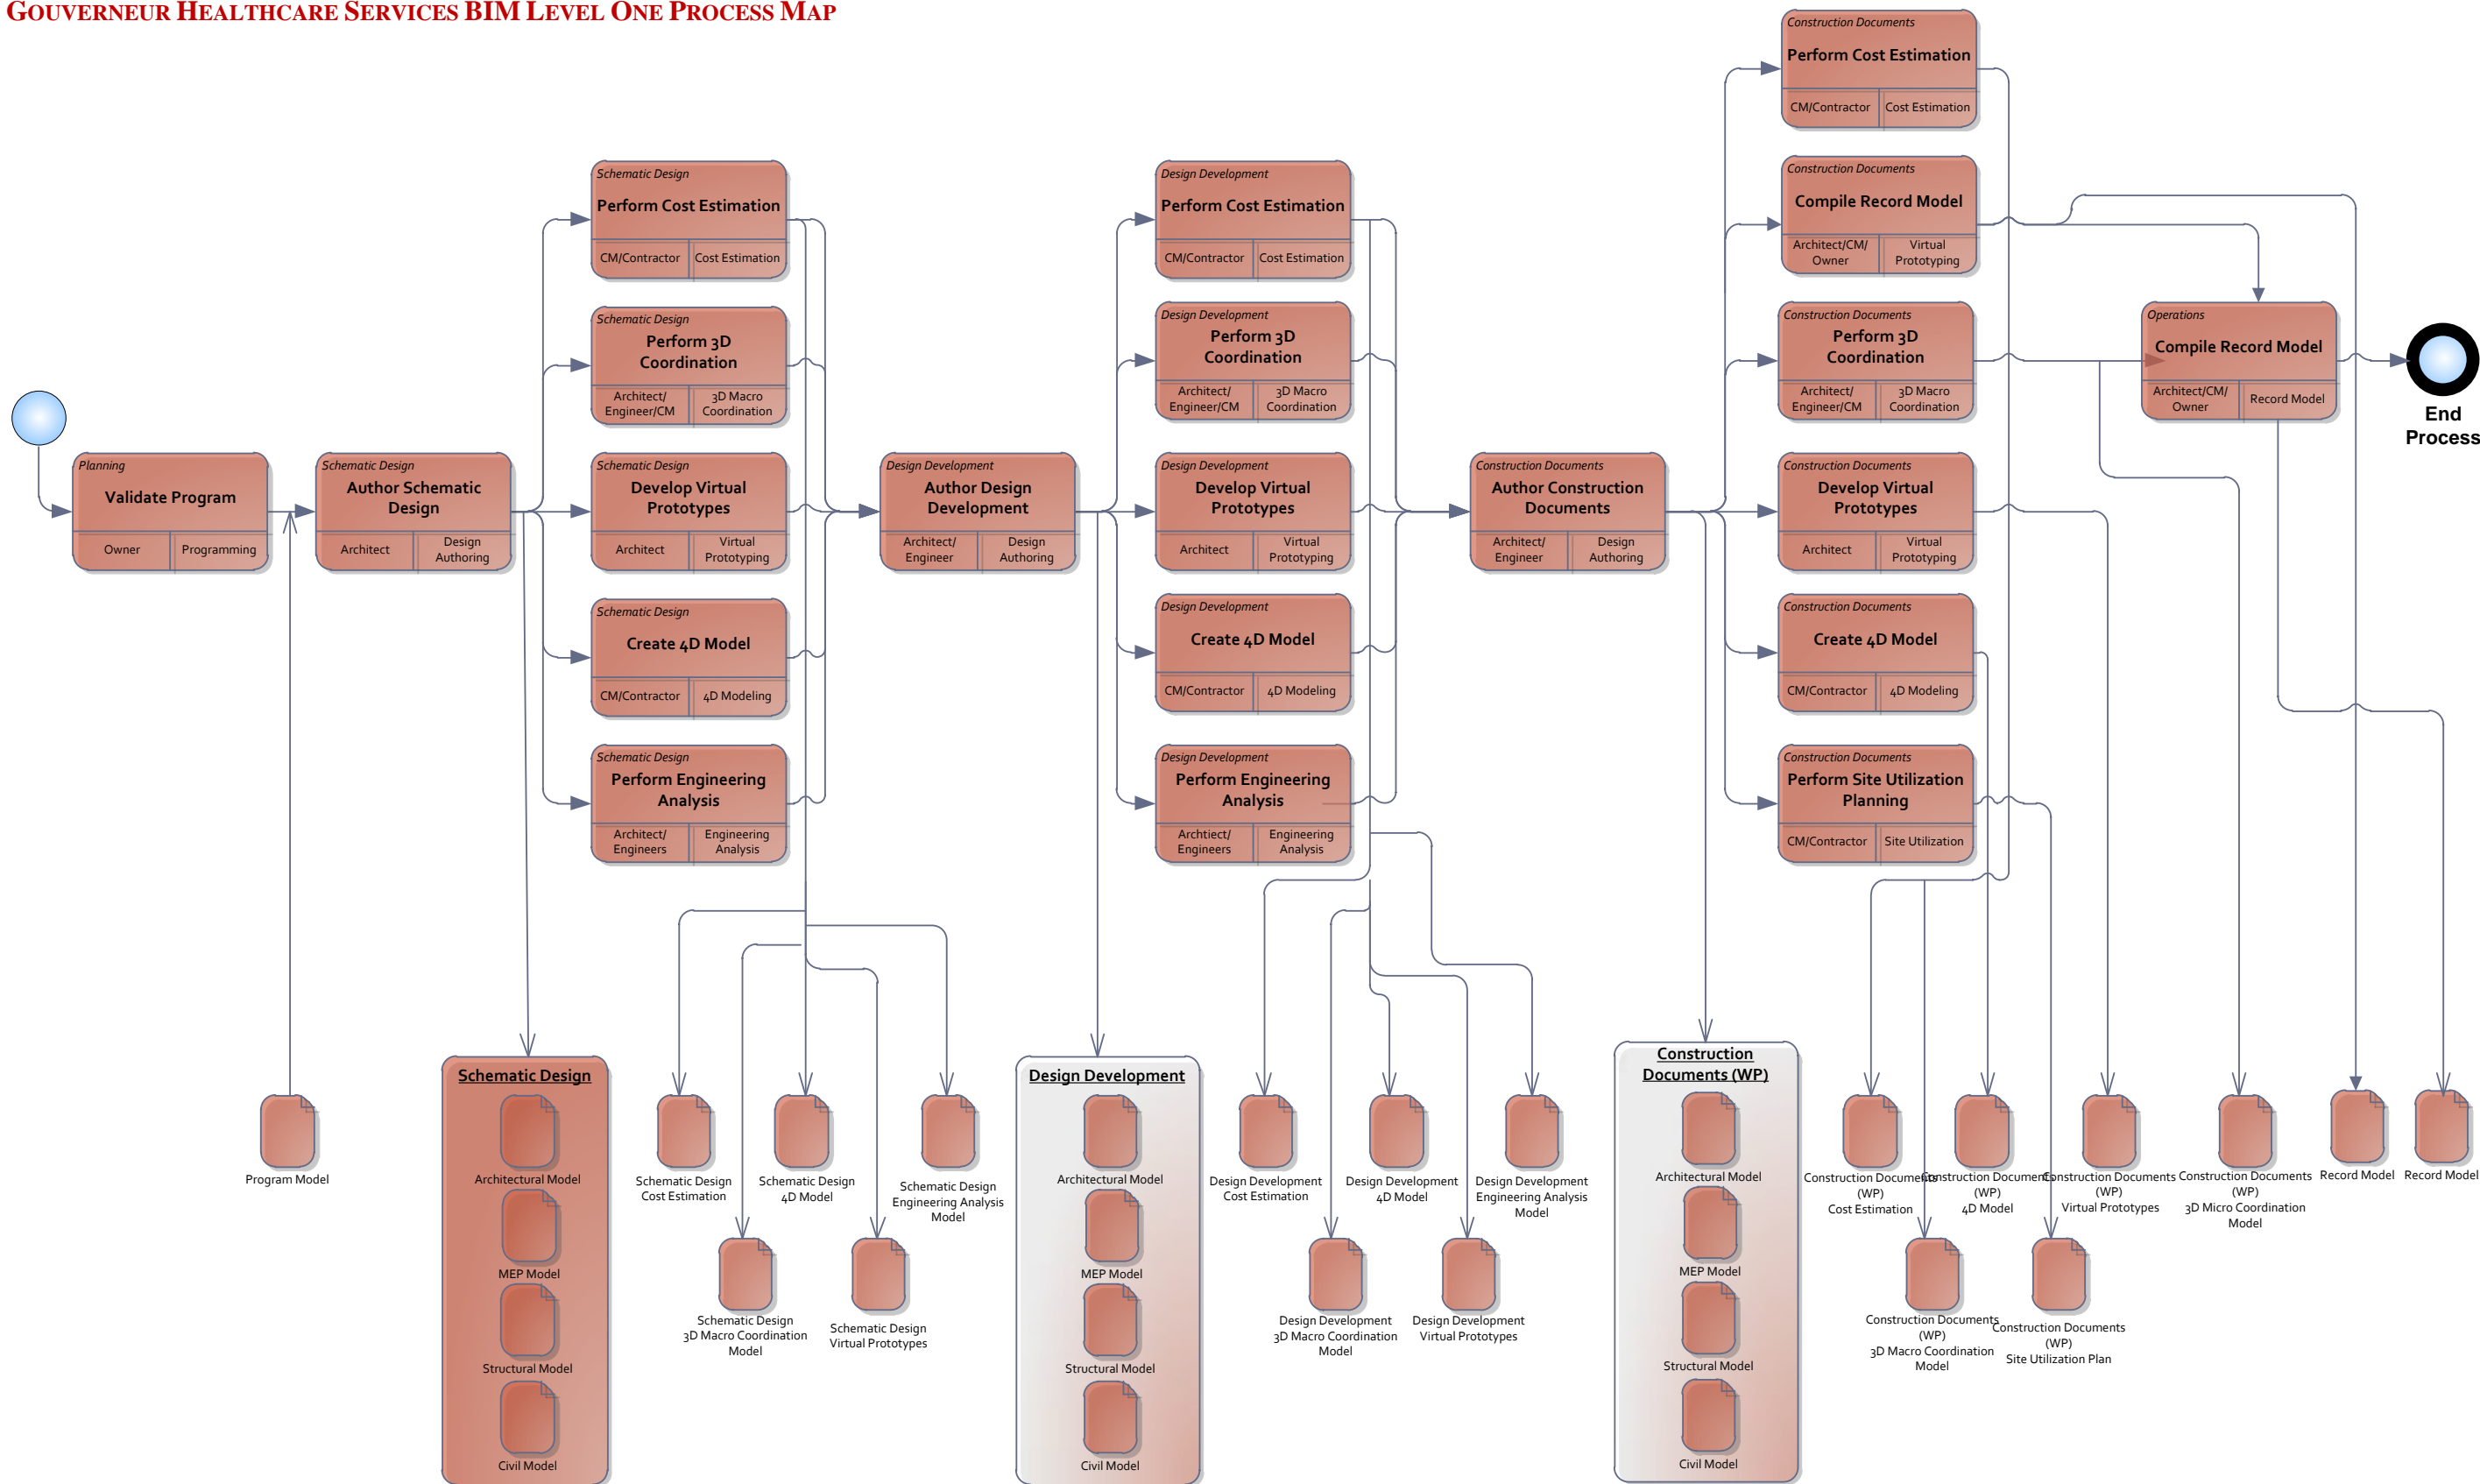 GOUVERNEUR HEALTHCARE SERVICES BIM LEVEL ONE PROCESS MAP
Planning
Validate Program
Owner
Programming
Schematic Design
Author Schematic
Design
Architect
Design
Authoring
Schematic Design
Perform Cost Estimation
CM/Contractor
Cost Estimation
Schematic Design
Perform 3D
Coordination
Architect/
Engineer/CM
3D Macro
Coordination
Schematic Design
Develop Virtual
Prototypes
Architect
Virtual
Prototyping
Schematic Design
Create 4D Model
CM/Contractor
4D Modeling
Schematic Design
Perform Engineering
Analysis
Architect/
Engineers
Engineering
Analysis
Design Development
Author Design
Development
Architect/
Engineer
Design
Authoring
Design Development
Perform Cost Estimation
CM/Contractor
Cost Estimation
Design Development
Perform 3D
Coordination
Architect/
Engineer/CM
3D Macro
Coordination
Design Development
Develop Virtual
Prototypes
Architect
Virtual
Prototyping
Design Development
Create 4D Model
CM/Contractor
4D Modeling
Design Development
Perform Engineering
Analysis
Archtiect/
Engineers
Engineering
Analysis
Construction Documents
Author Construction
Documents
Architect/
Engineer
Design
Authoring
Construction Documents
Perform Cost Estimation
CM/Contractor
Cost Estimation
Construction Documents
Compile Record Model
Architect/CM/
Owner
Virtual
Prototyping
Construction Documents
Perform 3D
Coordination
Architect/
Engineer/CM
3D Macro
Coordination
Construction Documents
Develop Virtual
Prototypes
Architect
Virtual
Prototyping
Construction Documents
Create 4D Model
CM/Contractor
4D Modeling
Construction Documents
Perform Site Utilization
Planning
CM/Contractor
Site Utilization
Operations
Compile Record Model
Architect/CM/
Owner
Record Model
End
Process
Program Model
Schematic Design
Architectural Model
MEP Model
Structural Model
Civil Model
Schematic Design
Cost Estimation
Schematic Design
3D Macro Coordination
Model
Schematic Design
4D Model
Schematic Design
Virtual Prototypes
Schematic Design
Engineering Analysis
Model
Design Development
Architectural Model
MEP Model
Structural Model
Civil Model
Design Development
Cost Estimation
Design Development
3D Macro Coordination
Model
Design Development
4D Model
Design Development
Virtual Prototypes
Design Development
Engineering Analysis
Model
Construction
Documents (WP)
Architectural Model
MEP Model
Structural Model
Civil Model
Construction Documents
(WP)
Cost Estimation
Construction Documents
(WP)
3D Macro Coordination
Model
Construction Documents
(WP)
4D Model
Construction Documents
(WP)
Site Utilization Plan
Construction Documents
(WP)
Virtual Prototypes
Construction Documents
(WP)
3D Micro Coordination
Model
Record Model
Record Model